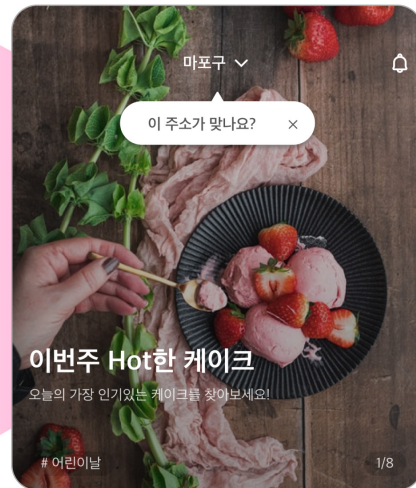 마포구
이 주소가 맞나요?
이번주 Hot한 케이크
오늘의 가장 인기있는 케이크를 찾아보세요!
# 어린이날
1/8